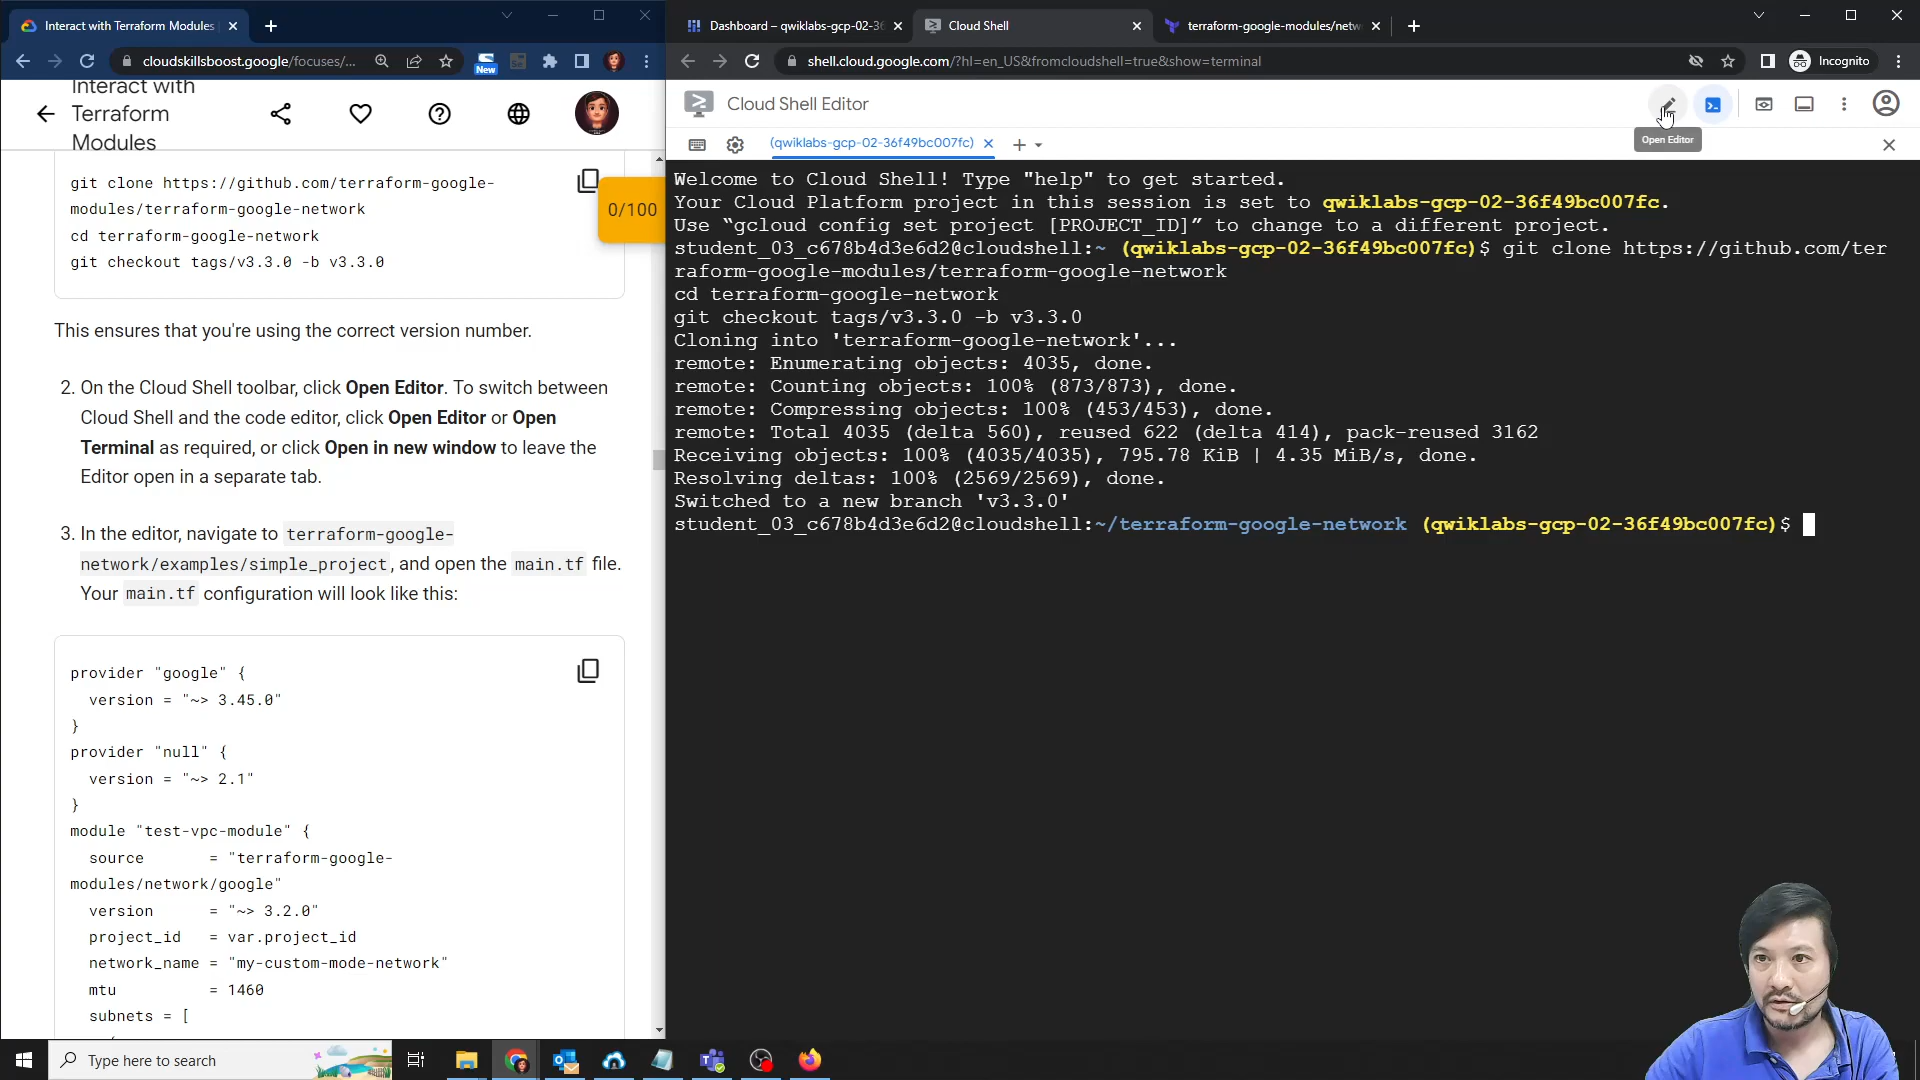 Interact with Terraform Modules
cloudskillsboost.google/focuses/...
New
Interact with
Terraform
Modules
git clone https://github.com/terraform-google-
modules/terraform-google-network
cd terraform-google-network
git checkout tags/v3.3.0 -b v3.3.0
0/100
This ensures that you're using the correct version number.
2. On the Cloud Shell toolbar, click Open Editor. To switch between
Cloud Shell and the code editor, click Open Editor or Open
Terminal as required, or click Open in new window to leave the
Editor open in a separate tab.
3. In the editor, navigate to terraform-google-
network/examples/simple_project, and open the main.tf file.
Your main.tf configuration will look like this:
provider "google" {
version = "~> 3.45.0"
}
provider "null" {
version = "~> 2.1"
}
module "test-vpc-module" {
source = "terraform-google-
modules/network/google"
version = "~> 3.2.0"
project_id = var.project_id
network_name = "my-custom-mode-network"
mtu = 1460
subnets = [
Dashboard – qwiklabs-gcp-02-36
Cloud Shell
terraform-google-modules/netw
shell.cloud.google.com/?hl=en_US&fromcloudshell=true&show=terminal
Incognito
Cloud Shell Editor
Open Editor
(qwiklabs-gcp-02-36f49bc007fc)
Welcome to Cloud Shell! Type "help" to get started.
Your Cloud Platform project in this session is set to qwiklabs-gcp-02-36f49bc007fc.
Use “gcloud config set project [PROJECT_ID]” to change to a different project.
student_03_c678b4d3e6d2@cloudshell:~ (qwiklabs-gcp-02-36f49bc007fc)$ git clone https://github.com/ter
raform-google-modules/terraform-google-network
cd terraform-google-network
git checkout tags/v3.3.0 -b v3.3.0
Cloning into 'terraform-google-network'...
remote: Enumerating objects: 4035, done.
remote: Counting objects: 100% (873/873), done.
remote: Compressing objects: 100% (453/453), done.
remote: Total 4035 (delta 560), reused 622 (delta 414), pack-reused 3162
Receiving objects: 100% (4035/4035), 795.78 KiB | 4.35 MiB/s, done.
Resolving deltas: 100% (2569/2569), done.
Switched to a new branch 'v3.3.0'
student_03_c678b4d3e6d2@cloudshell:~/terraform-google-network (qwiklabs-gcp-02-36f49bc007fc)$
Type here to search